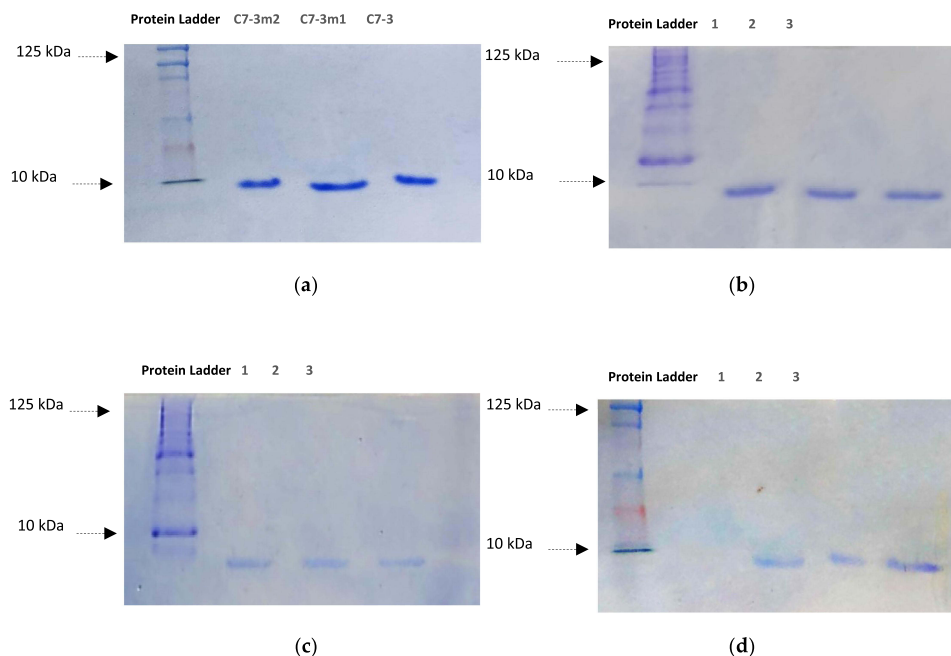 Protein Ladder C7-3m2 C7-3m1 C7-3
125 kDa
10 kDa
(a)
Protein Ladder 1 2 3
125 kDa
10 kDa
(b)
Protein Ladder 1 2 3
125 kDa
10 kDa
(c)
Protein Ladder 1 2 3
125 kDa
10 kDa
(d)